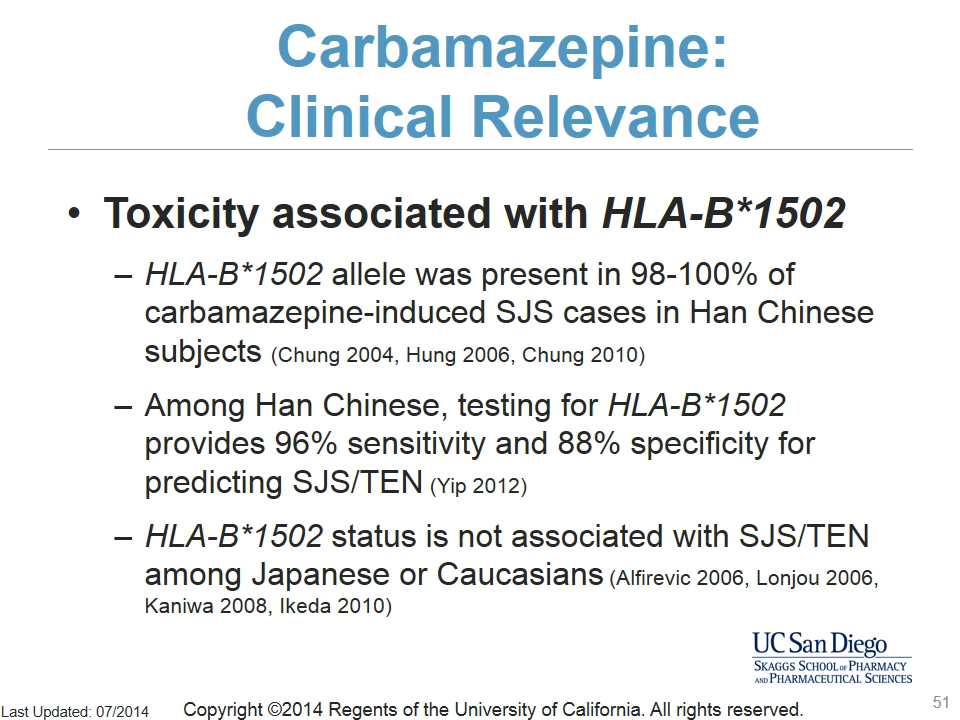 Carbamazepine:
Clinical Relevance
• Toxicity associated with HLA-B*1502
– HLA-B*1502 allele was present in 98-100% of
carbamazepine-induced SJS cases in Han Chinese
subjects (Chung 2004, Hung 2006, Chung 2010)
– Among Han Chinese, testing for HLA-B*1502
provides 96% sensitivity and 88% specificity for
predicting SJS/TEN (Yip 2012)
– HLA-B*1502 status is not associated with SJS/TEN
among Japanese or Caucasians (Alfirevic 2006, Lonjou 2006,
Kaniwa 2008, Ikeda 2010)
UC San Diego
SKAGGS SCHOOL OF PHARMACY
AND PHARMACEUTICAL SCIENCES
Last Updated: 07/2014
Copyright ©2014 Regents of the University of California. All rights reserved.
51